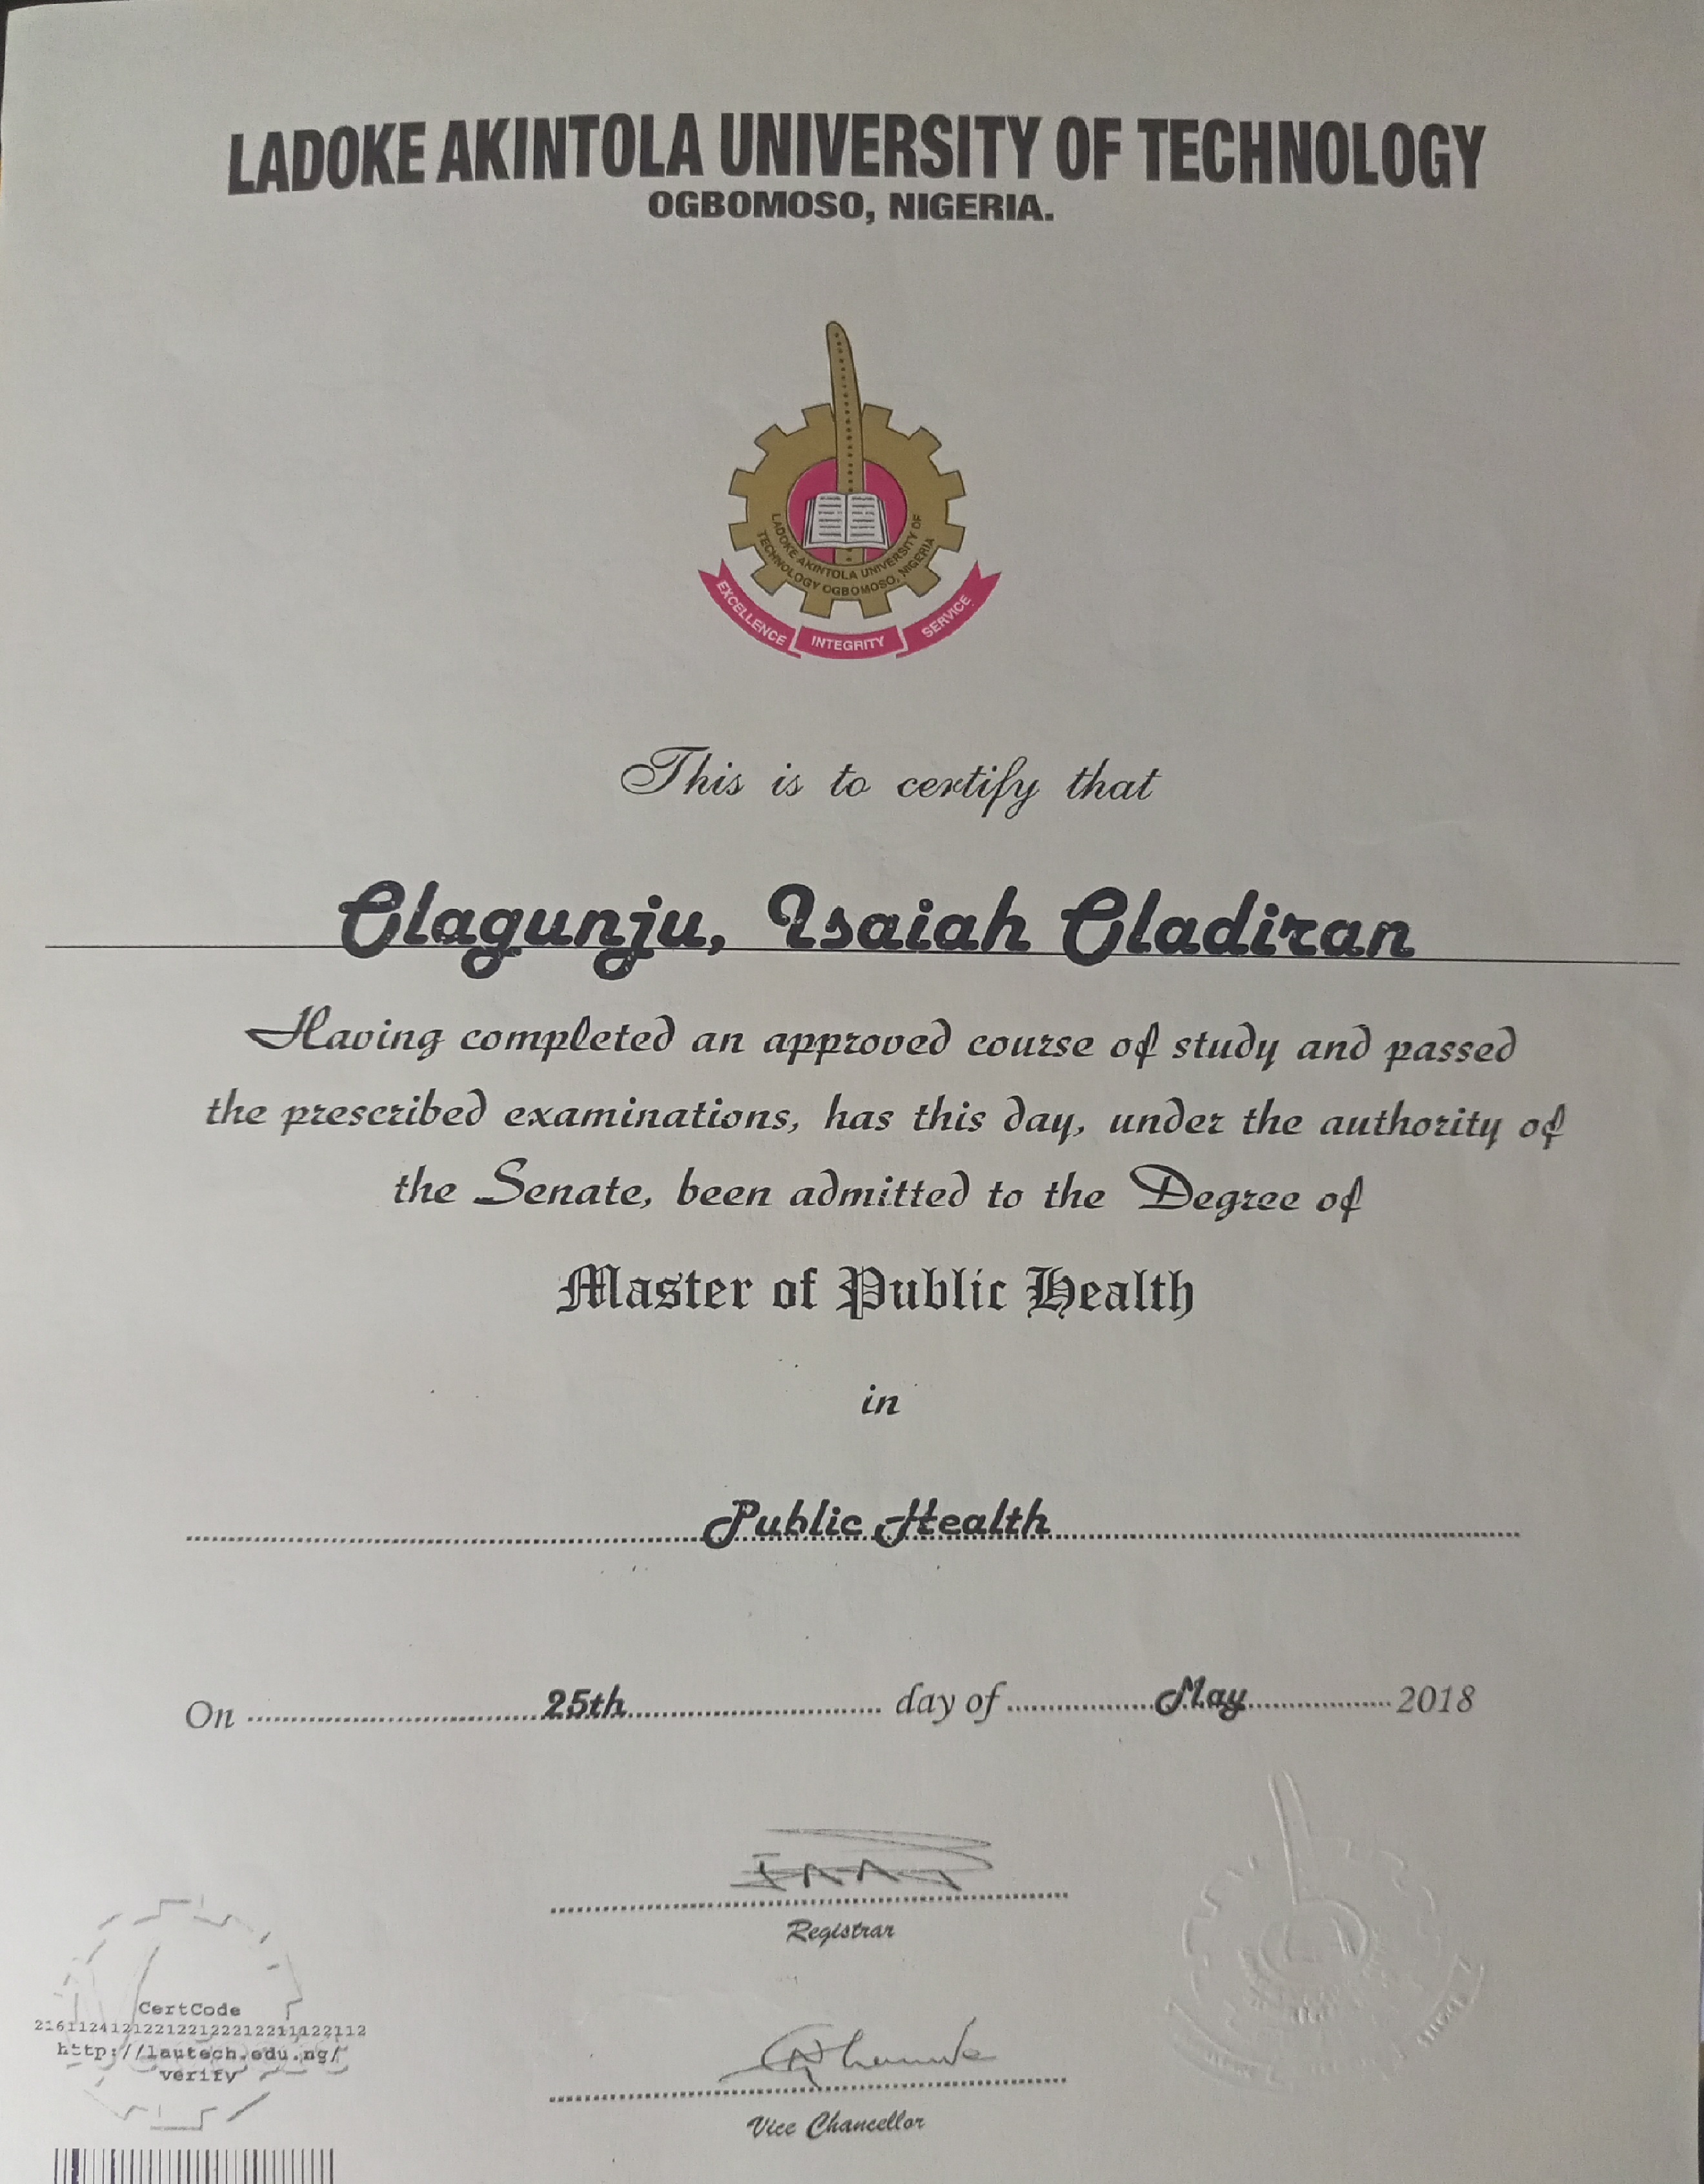 LADOKE AKINTOLA UNIVERSITY OF TECHNOLOGY
OGBOMOSO, NIGERIA.
LADOKE AKINTOLA UNIVERSITY OF
TECHNOLOGY OGBOMOSO, NIGERIA
EXCELLENCE INTEGRITY SERVICE
This is to certify that
Olagunju, Isaiah Oladiran
Having completed an approved course of study and passed
the prescribed examinations, has this day, under the authority of
the Senate, been admitted to the Degree of
Master of Public Health
in
Public Health
On 25th day of May 2018
Registrar
CertCode
http://lautech.edu.ng/
verify
Vice Chancellor